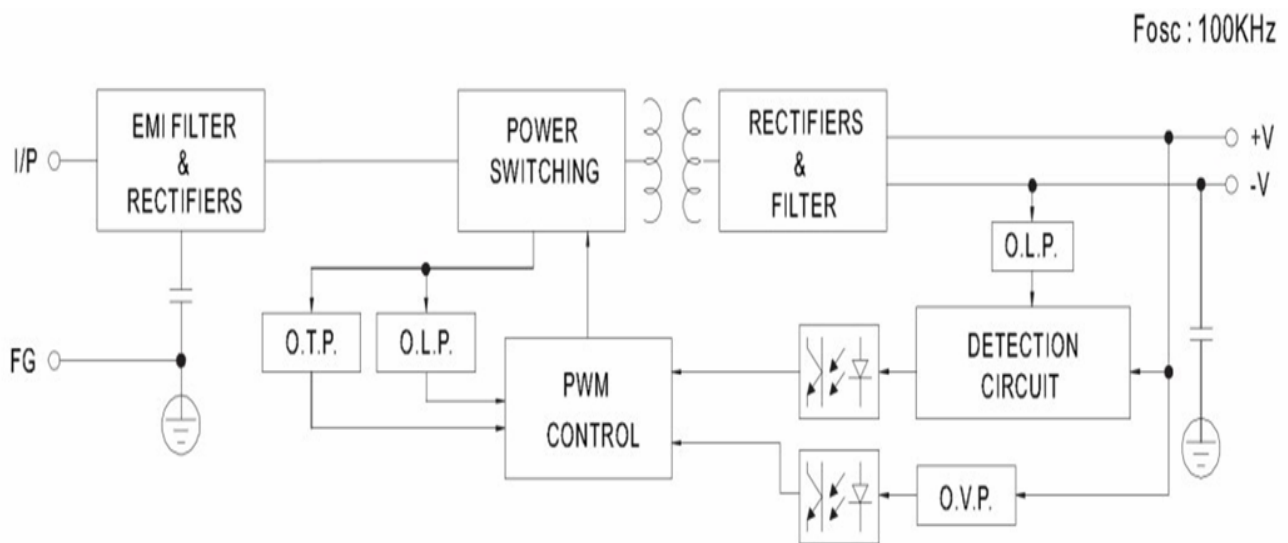 Fosc : 100KHz
I/P
EMI FILTER
&
RECTIFIERS
POWER
SWITCHING
RECTIFIERS
&
FILTER
+V
-V
O.L.P.
O.T.P.
O.L.P.
FG
PWM
CONTROL
DETECTION
CIRCUIT
O.V.P.